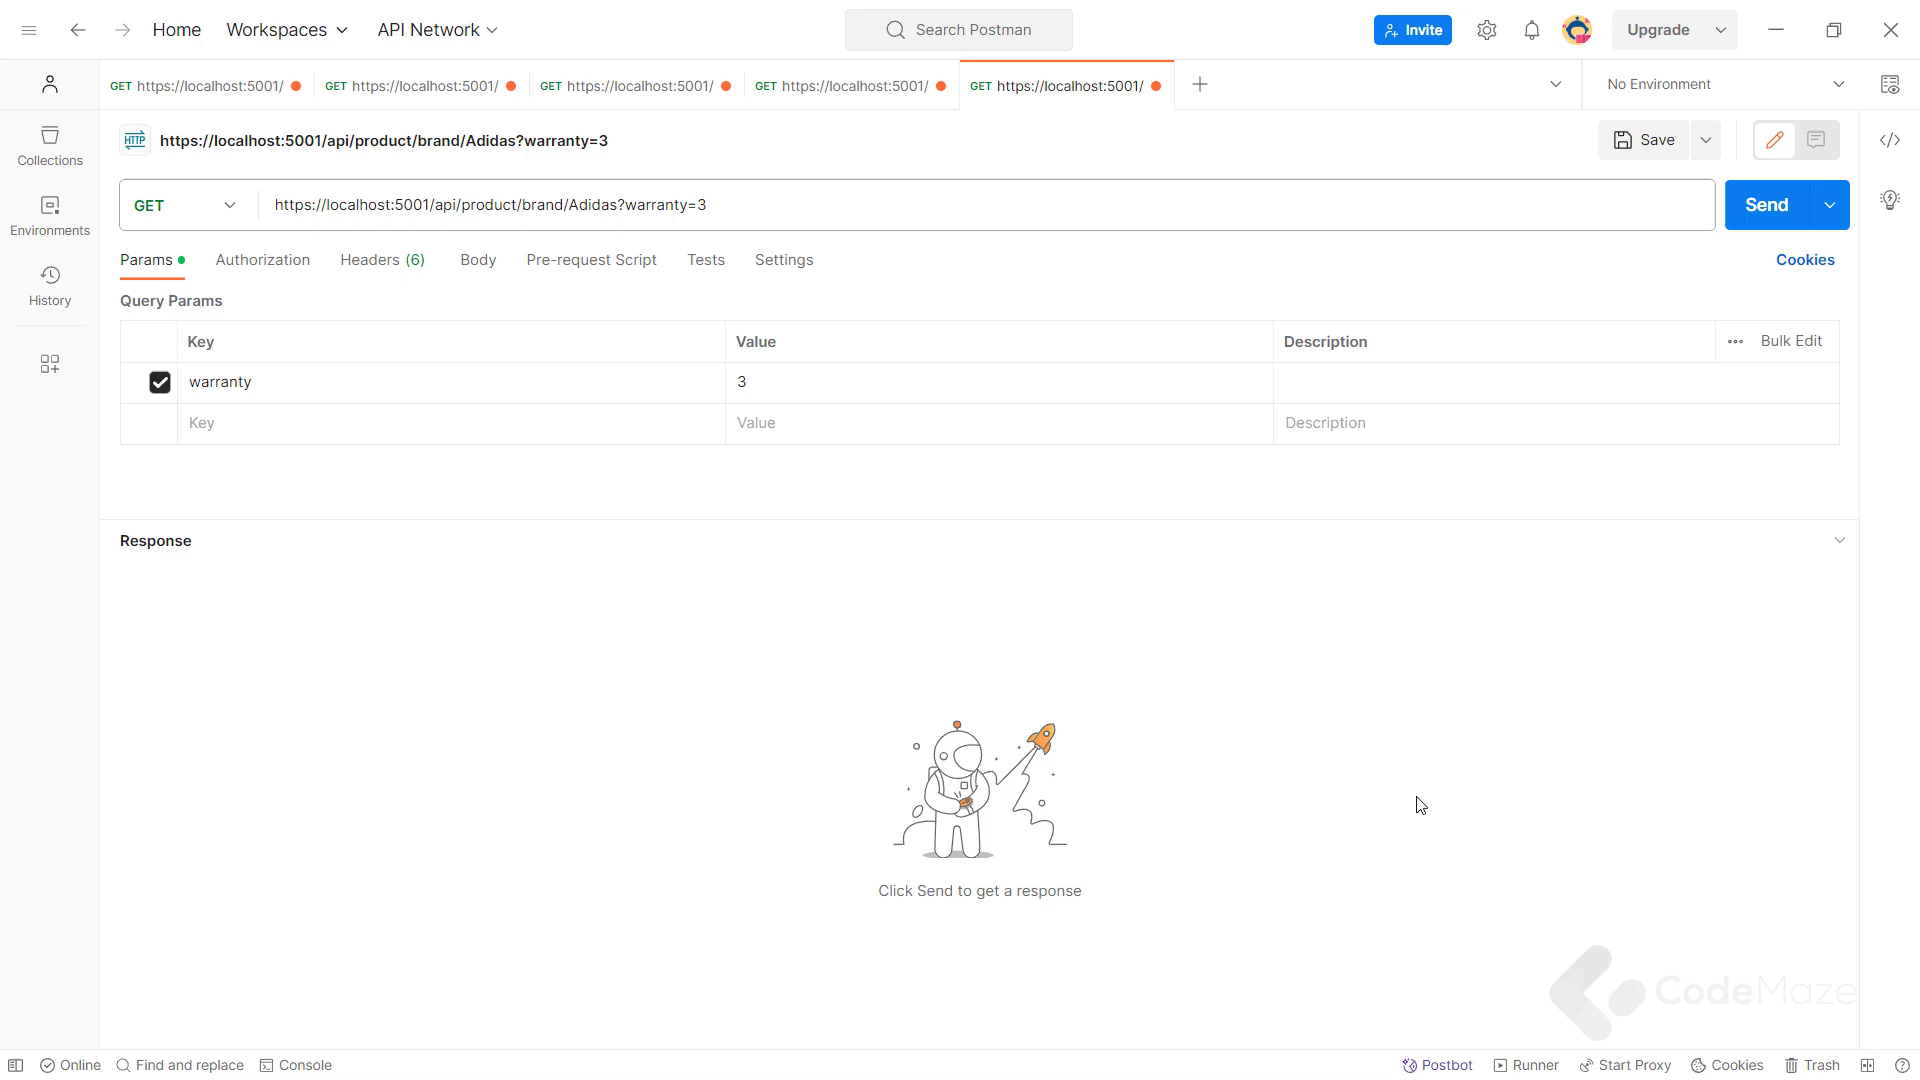 Home Workspaces API Network Search Postman Invite Upgrade
GET https://localhost:5001/ GET https://localhost:5001/ GET https://localhost:5001/ GET https://localhost:5001/ GET https://localhost:5001/ No Environment
HTTP https://localhost:5001/api/product/brand/Adidas?warranty=3 Save
Collections
GET https://localhost:5001/api/product/brand/Adidas?warranty=3 Send
Environments
Params Authorization Headers (6) Body Pre-request Script Tests Settings Cookies
History
Query Params
Key Value Description Bulk Edit
warranty 3
Key Value Description
Response
Click Send to get a response
CodeMaze
Online Find and replace Console Postbot Runner Start Proxy Cookies Trash